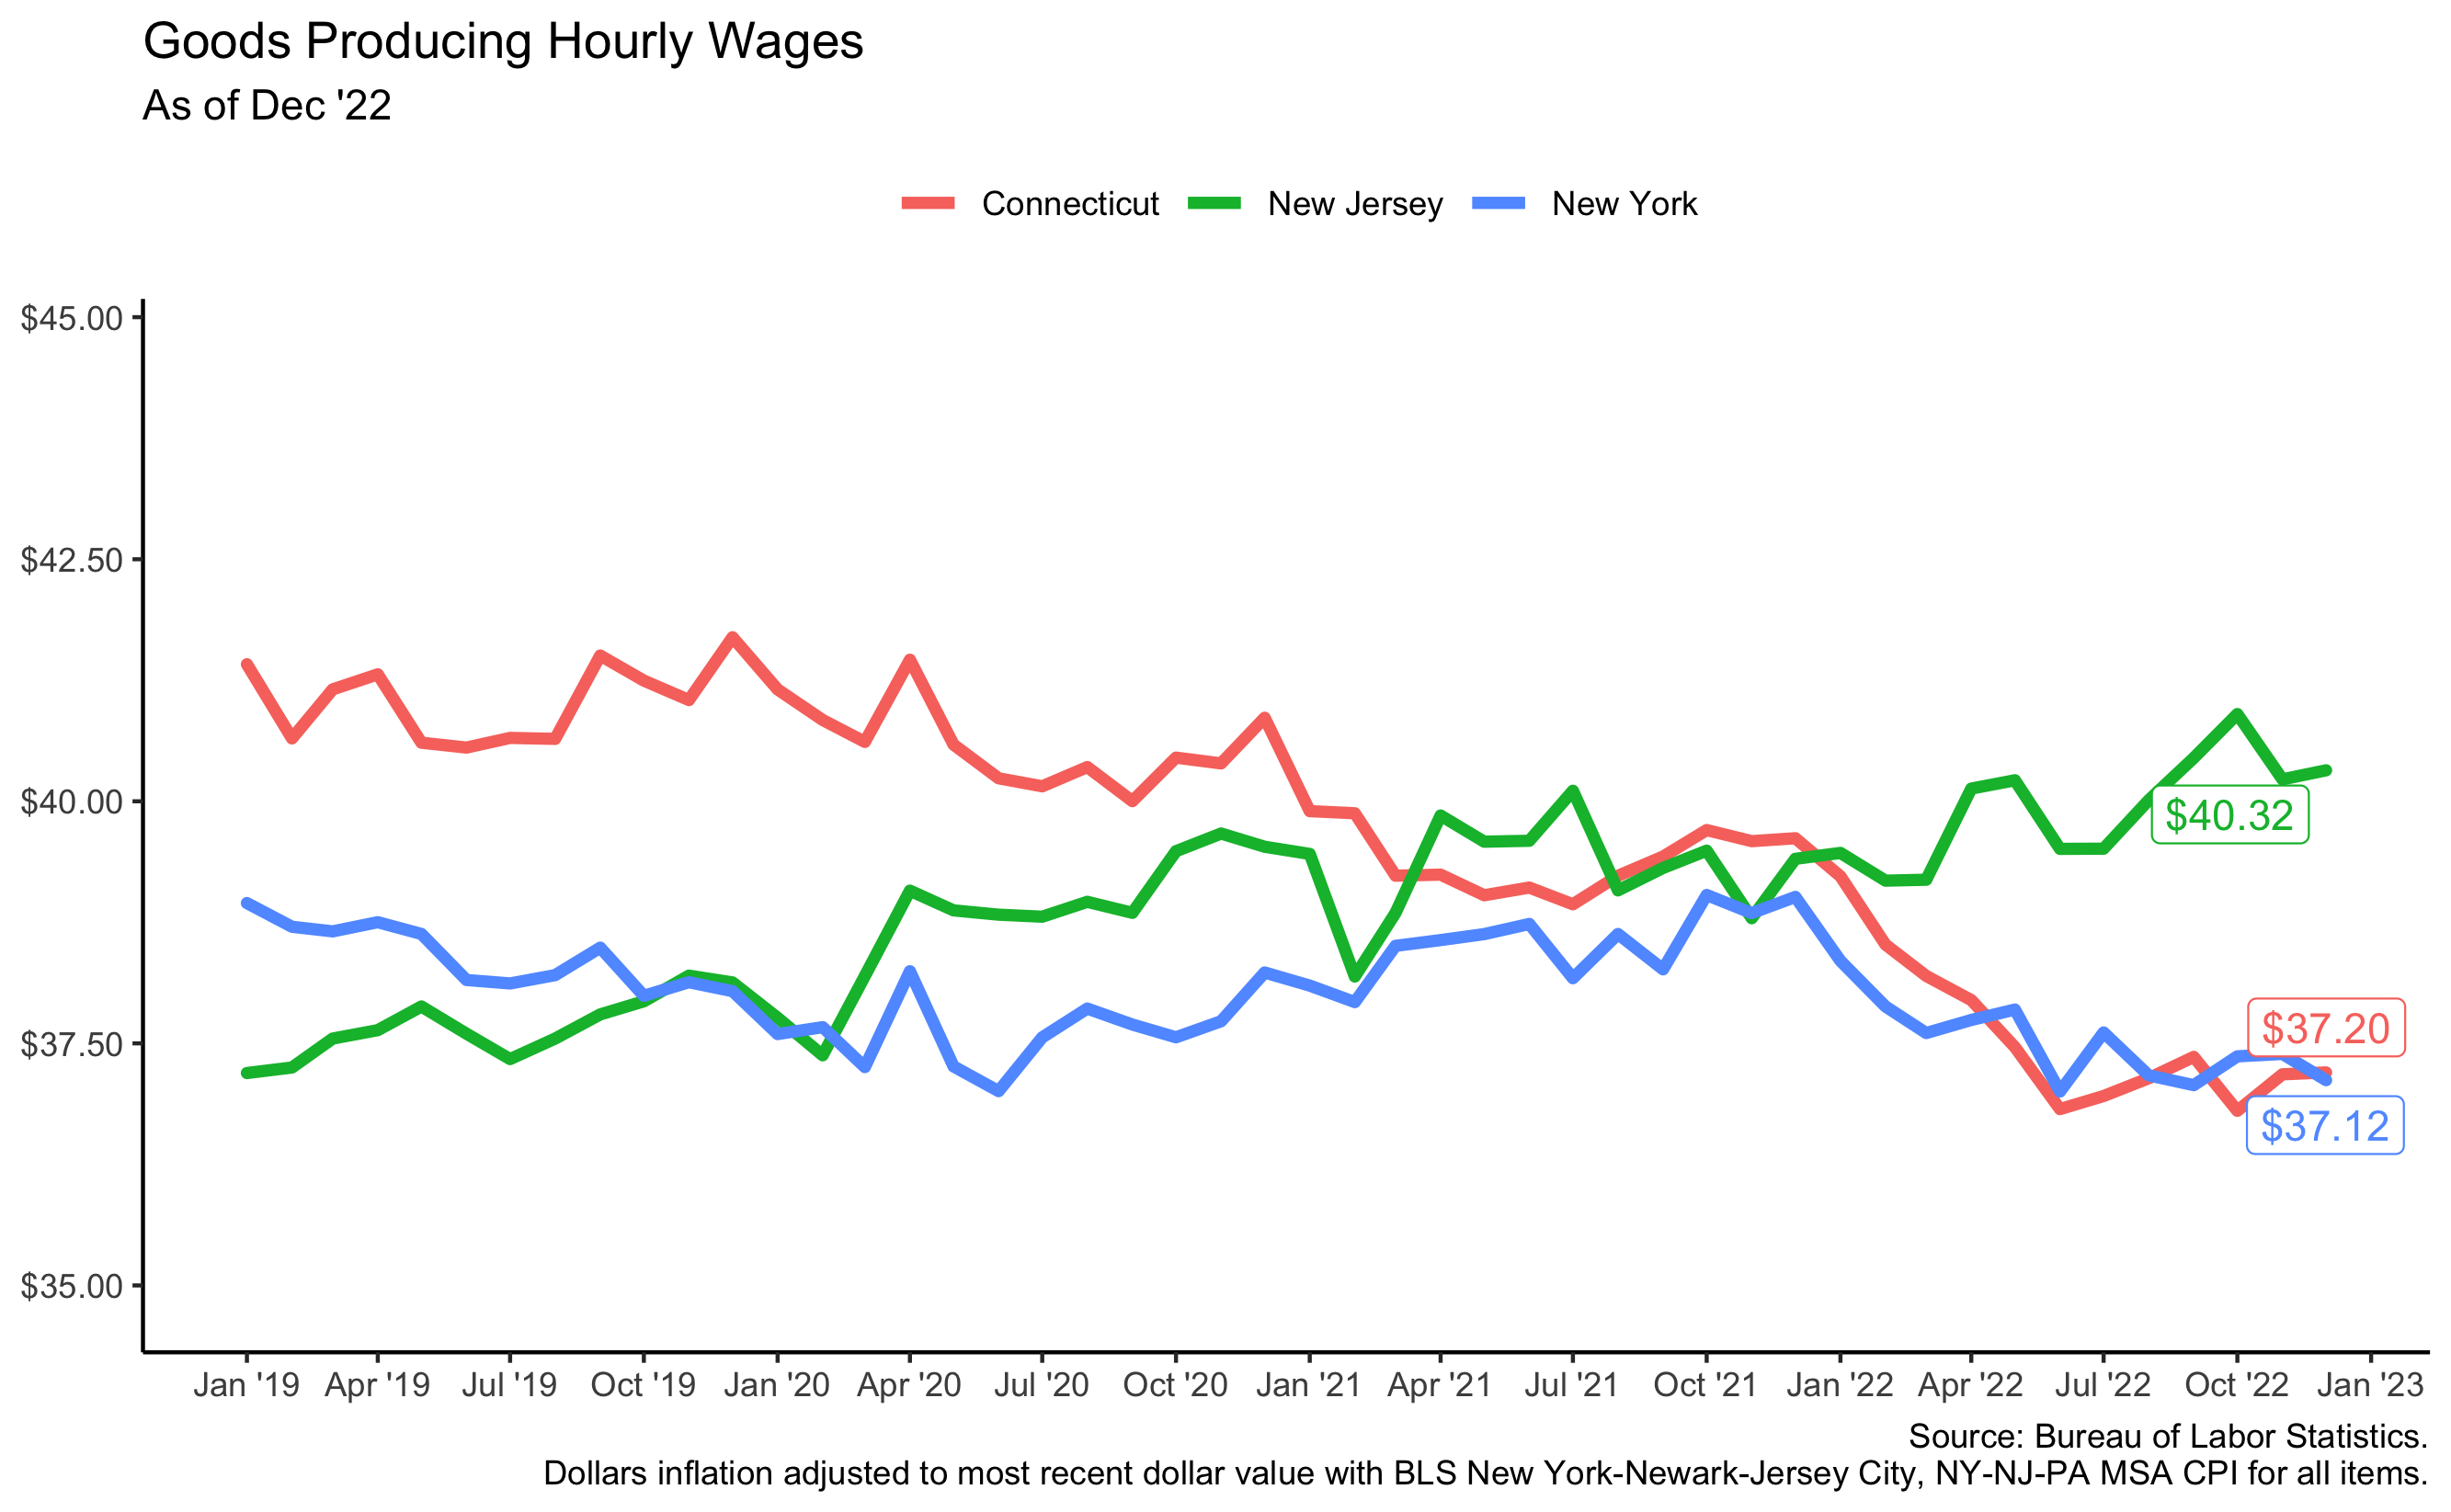 Goods Producing Hourly Wages
As of Dec '22
Connecticut New Jersey New York
$45.00
$42.50
$40.00
$37.50
$35.00
$40.32
$37.20
$37.12
Jan '19 Apr '19 Jul '19 Oct '19 Jan '20 Apr '20 Jul '20 Oct '20 Jan '21 Apr '21 Jul '21 Oct '21 Jan '22 Apr '22 Jul '22 Oct '22 Jan '23
Source: Bureau of Labor Statistics.
Dollars inflation adjusted to most recent dollar value with BLS New York-Newark-Jersey City, NY-NJ-PA MSA CPI for all items.